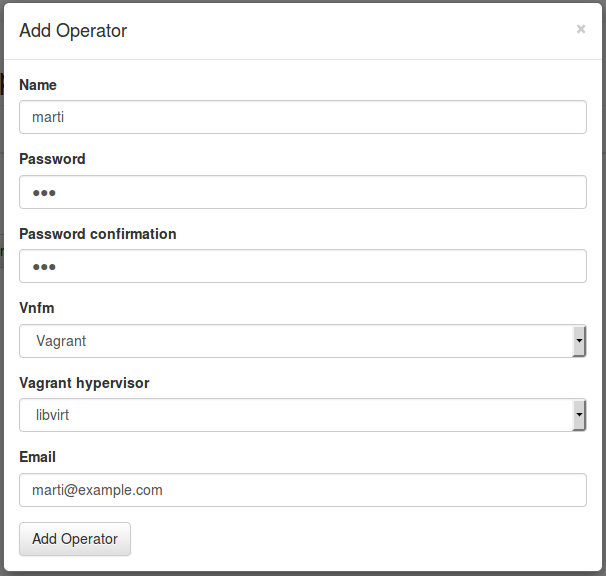 Add Operator ×
Name
marti
Password
●●●
Password confirmation
●●●
Vnfm
Vagrant
Vagrant hypervisor
libvirt
Email
marti@example.com
Add Operator